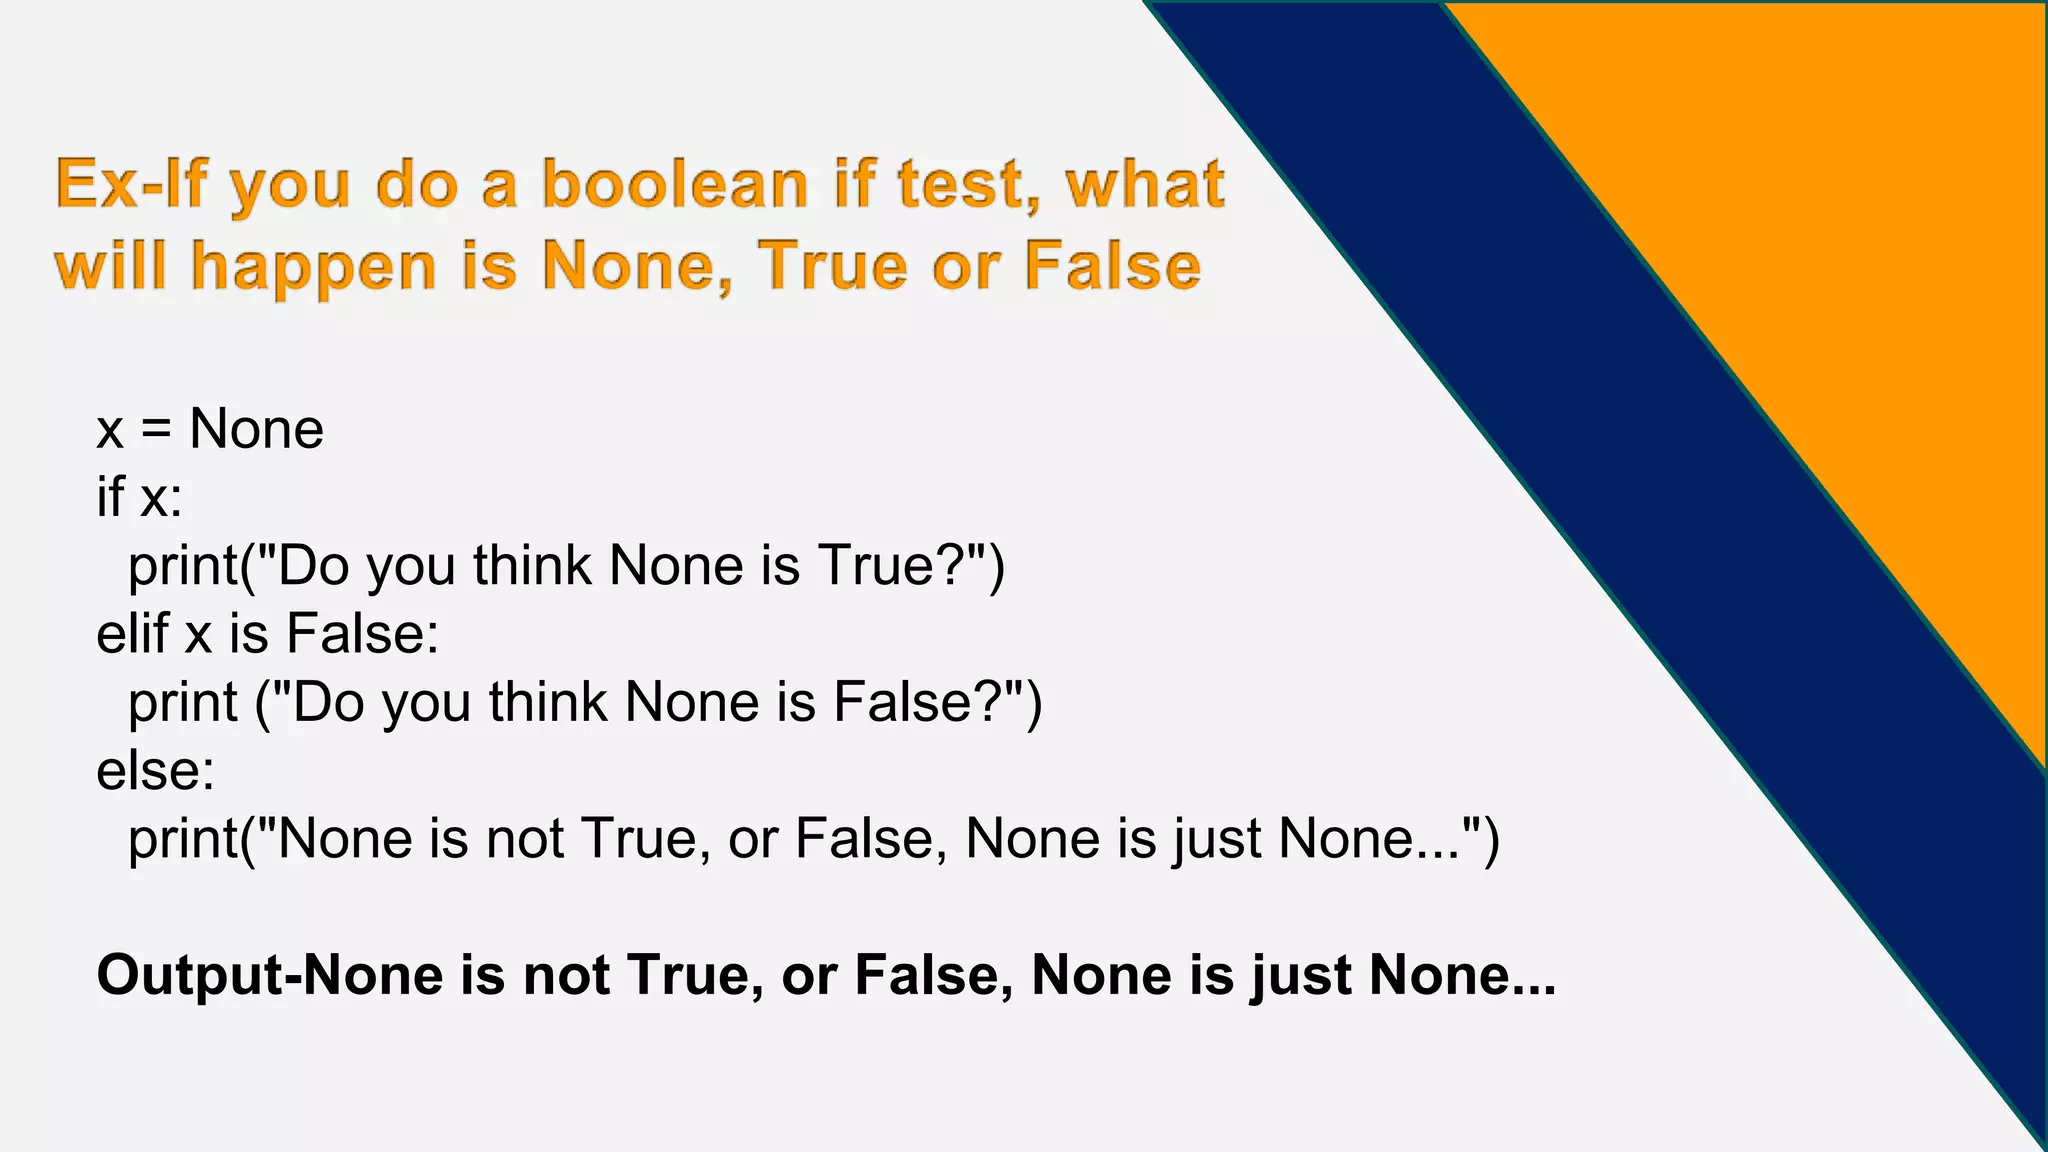 Ex-If you do a boolean if test, what
will happen is None, True or False
x = None
if x:
  print("Do you think None is True?")
elif x is False:
  print ("Do you think None is False?")
else:
  print("None is not True, or False, None is just None...")
Output-None is not True, or False, None is just None...